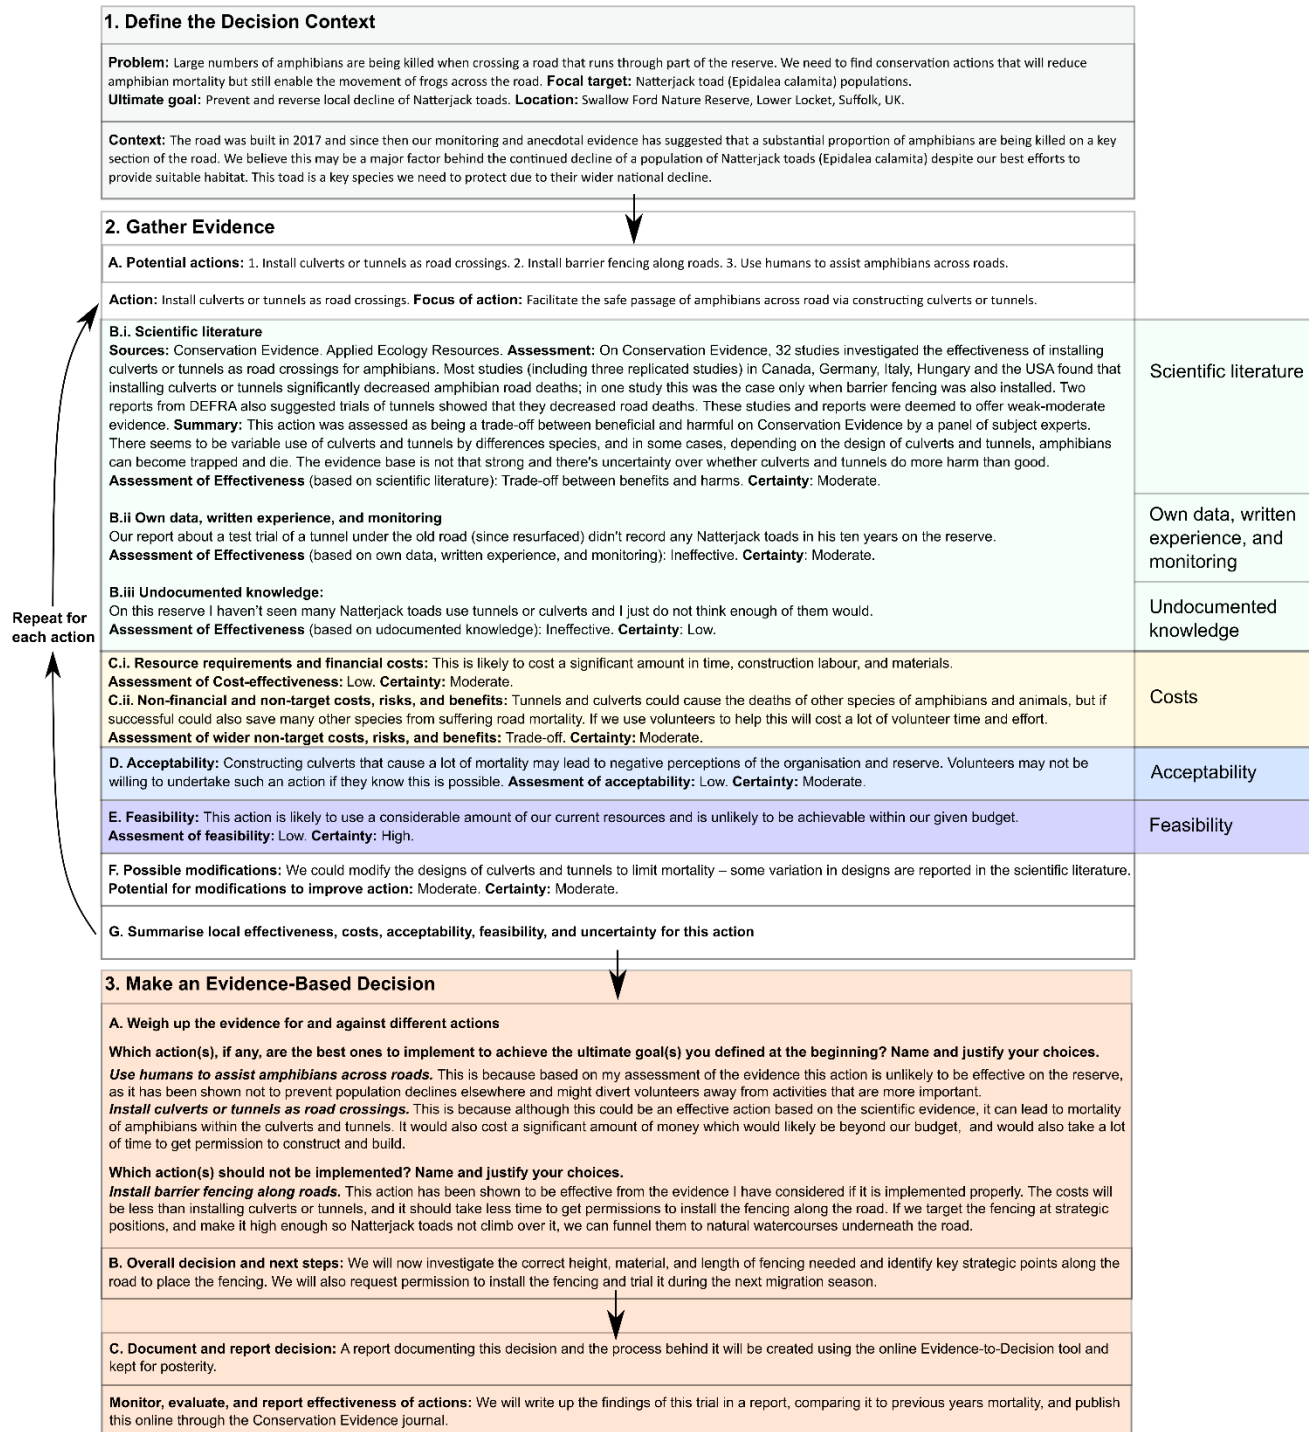 1. Define the Decision Context
Problem: Large numbers of amphibians are being killed when crossing a road that runs through part of the reserve. We need to find conservation actions that will reduce
amphibian mortality but still enable the movement of frogs across the road. Focal target: Natterjack toad (Epidalea calamita) populations.
Ultimate goal: Prevent and reverse local decline of Natterjack toads. Location: Swallow Ford Nature Reserve, Lower Locket, Suffolk, UK.
Context: The road was built in 2017 and since then our monitoring and anecdotal evidence has suggested that a substantial proportion of amphibians are being killed on a key
section of the road. We believe this may be a major factor behind the continued decline of a population of Natterjack toads (Epidalea calamita) despite our best efforts to
provide suitable habitat. This toad is a key species we need to protect due to their wider national decline.
2. Gather Evidence
A. Potential actions: 1. Install culverts or tunnels as road crossings. 2. Install barrier fencing along roads. 3. Use humans to assist amphibians across roads.
Action: Install culverts or tunnels as road crossings. Focus of action: Facilitate the safe passage of amphibians across road via constructing culverts or tunnels.
B.i. Scientific literature
Sources: Conservation Evidence. Applied Ecology Resources. Assessment: On Conservation Evidence, 32 studies investigated the effectiveness of installing
culverts or tunnels as road crossings for amphibians. Most studies (including three replicated studies) in Canada, Germany, Italy, Hungary and the USA found that
installing culverts or tunnels significantly decreased amphibian road deaths; in one study this was the case only when barrier fencing was also installed. Two
reports from DEFRA also suggested trials of tunnels showed that they decreased road deaths. These studies and reports were deemed to offer weak-moderate
evidence. Summary: This action was assessed as being a trade-off between beneficial and harmful on Conservation Evidence by a panel of subject experts.
There seems to be variable use of culverts and tunnels by differences species, and in some cases, depending on the design of culverts and tunnels, amphibians
can become trapped and die. The evidence base is not that strong and there's uncertainty over whether culverts and tunnels do more harm than good.
Assessment of Effectiveness (based on scientific literature): Trade-off between benefits and harms. Certainty: Moderate.
Scientific literature
B.ii Own data, written experience, and monitoring
Our report about a test trial of a tunnel under the old road (since resurfaced) didn't record any Natterjack toads in his ten years on the reserve.
Assessment of Effectiveness (based on own data, written experience, and monitoring): Ineffective. Certainty: Moderate.
Own data, written
experience, and
monitoring
B.iii Undocumented knowledge:
On this reserve I haven't seen many Natterjack toads use tunnels or culverts and I just do not think enough of them would.
Assessment of Effectiveness (based on udocumented knowledge): Ineffective. Certainty: Low.
Undocumented
knowledge
Repeat for
each action
C.i. Resource requirements and financial costs: This is likely to cost a significant amount in time, construction labour, and materials.
Assessment of Cost-effectiveness: Low. Certainty: Moderate.
C.ii. Non-financial and non-target costs, risks, and benefits: Tunnels and culverts could cause the deaths of other species of amphibians and animals, but if
successful could also save many other species from suffering road mortality. If we use volunteers to help this will cost a lot of volunteer time and effort.
Assessment of wider non-target costs, risks, and benefits: Trade-off. Certainty: Moderate.
Costs
D. Acceptability: Constructing culverts that cause a lot of mortality may lead to negative perceptions of the organisation and reserve. Volunteers may not be
willing to undertake such an action if they know this is possible. Assesment of acceptability: Low. Certainty: Moderate.
Acceptability
E. Feasibility: This action is likely to use a considerable amount of our current resources and is unlikely to be achievable within our given budget.
Assesment of feasibility: Low. Certainty: High.
Feasibility
F. Possible modifications: We could modify the designs of culverts and tunnels to limit mortality – some variation in designs are reported in the scientific literature.
Potential for modifications to improve action: Moderate. Certainty: Moderate.
G. Summarise local effectiveness, costs, acceptability, feasibility, and uncertainty for this action
3. Make an Evidence-Based Decision
A. Weigh up the evidence for and against different actions
Which action(s), if any, are the best ones to implement to achieve the ultimate goal(s) you defined at the beginning? Name and justify your choices.
Use humans to assist amphibians across roads. This is because based on my assessment of the evidence this action is unlikely to be effective on the reserve,
as it has been shown not to prevent population declines elsewhere and might divert volunteers away from activities that are more important.
Install culverts or tunnels as road crossings. This is because although this could be an effective action based on the scientific evidence, it can lead to mortality
of amphibians within the culverts and tunnels. It would also cost a significant amount of money which would likely be beyond our budget, and would also take a lot
of time to get permission to construct and build.
Which action(s) should not be implemented? Name and justify your choices.
Install barrier fencing along roads. This action has been shown to be effective from the evidence I have considered if it is implemented properly. The costs will
be less than installing culverts or tunnels, and it should take less time to get permissions to install the fencing along the road. If we target the fencing at strategic
positions, and make it high enough so Natterjack toads not climb over it, we can funnel them to natural watercourses underneath the road.
B. Overall decision and next steps: We will now investigate the correct height, material, and length of fencing needed and identify key strategic points along the
road to place the fencing. We will also request permission to install the fencing and trial it during the next migration season.
C. Document and report decision: A report documenting this decision and the process behind it will be created using the online Evidence-to-Decision tool and
kept for posterity.
Monitor, evaluate, and report effectiveness of actions: We will write up the findings of this trial in a report, comparing it to previous years mortality, and publish
this online through the Conservation Evidence journal.